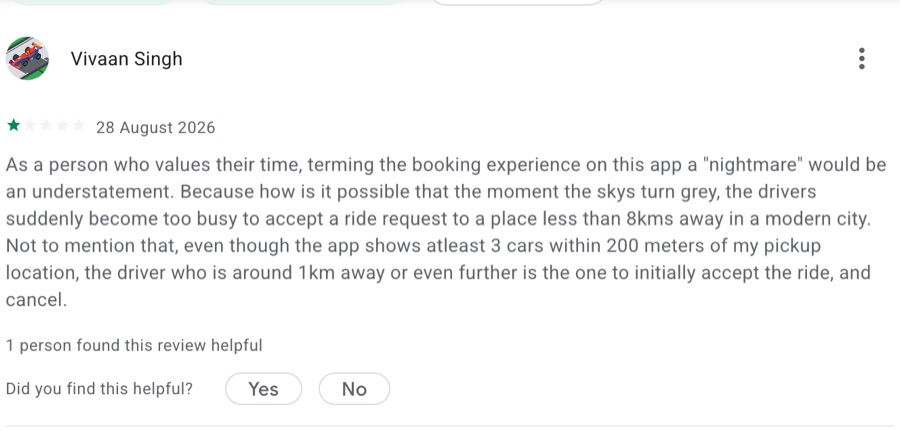 Vivaan Singh
28 August 2026
As a person who values their time, terming the booking experience on this app a "nightmare" would be
an understatement. Because how is it possible that the moment the skys turn grey, the drivers
suddenly become too busy to accept a ride request to a place less than 8kms away in a modern city.
Not to mention that, even though the app shows atleast 3 cars within 200 meters of my pickup
location, the driver who is around 1km away or even further is the one to initially accept the ride, and
cancel.
1 person found this review helpful
Did you find this helpful? Yes No